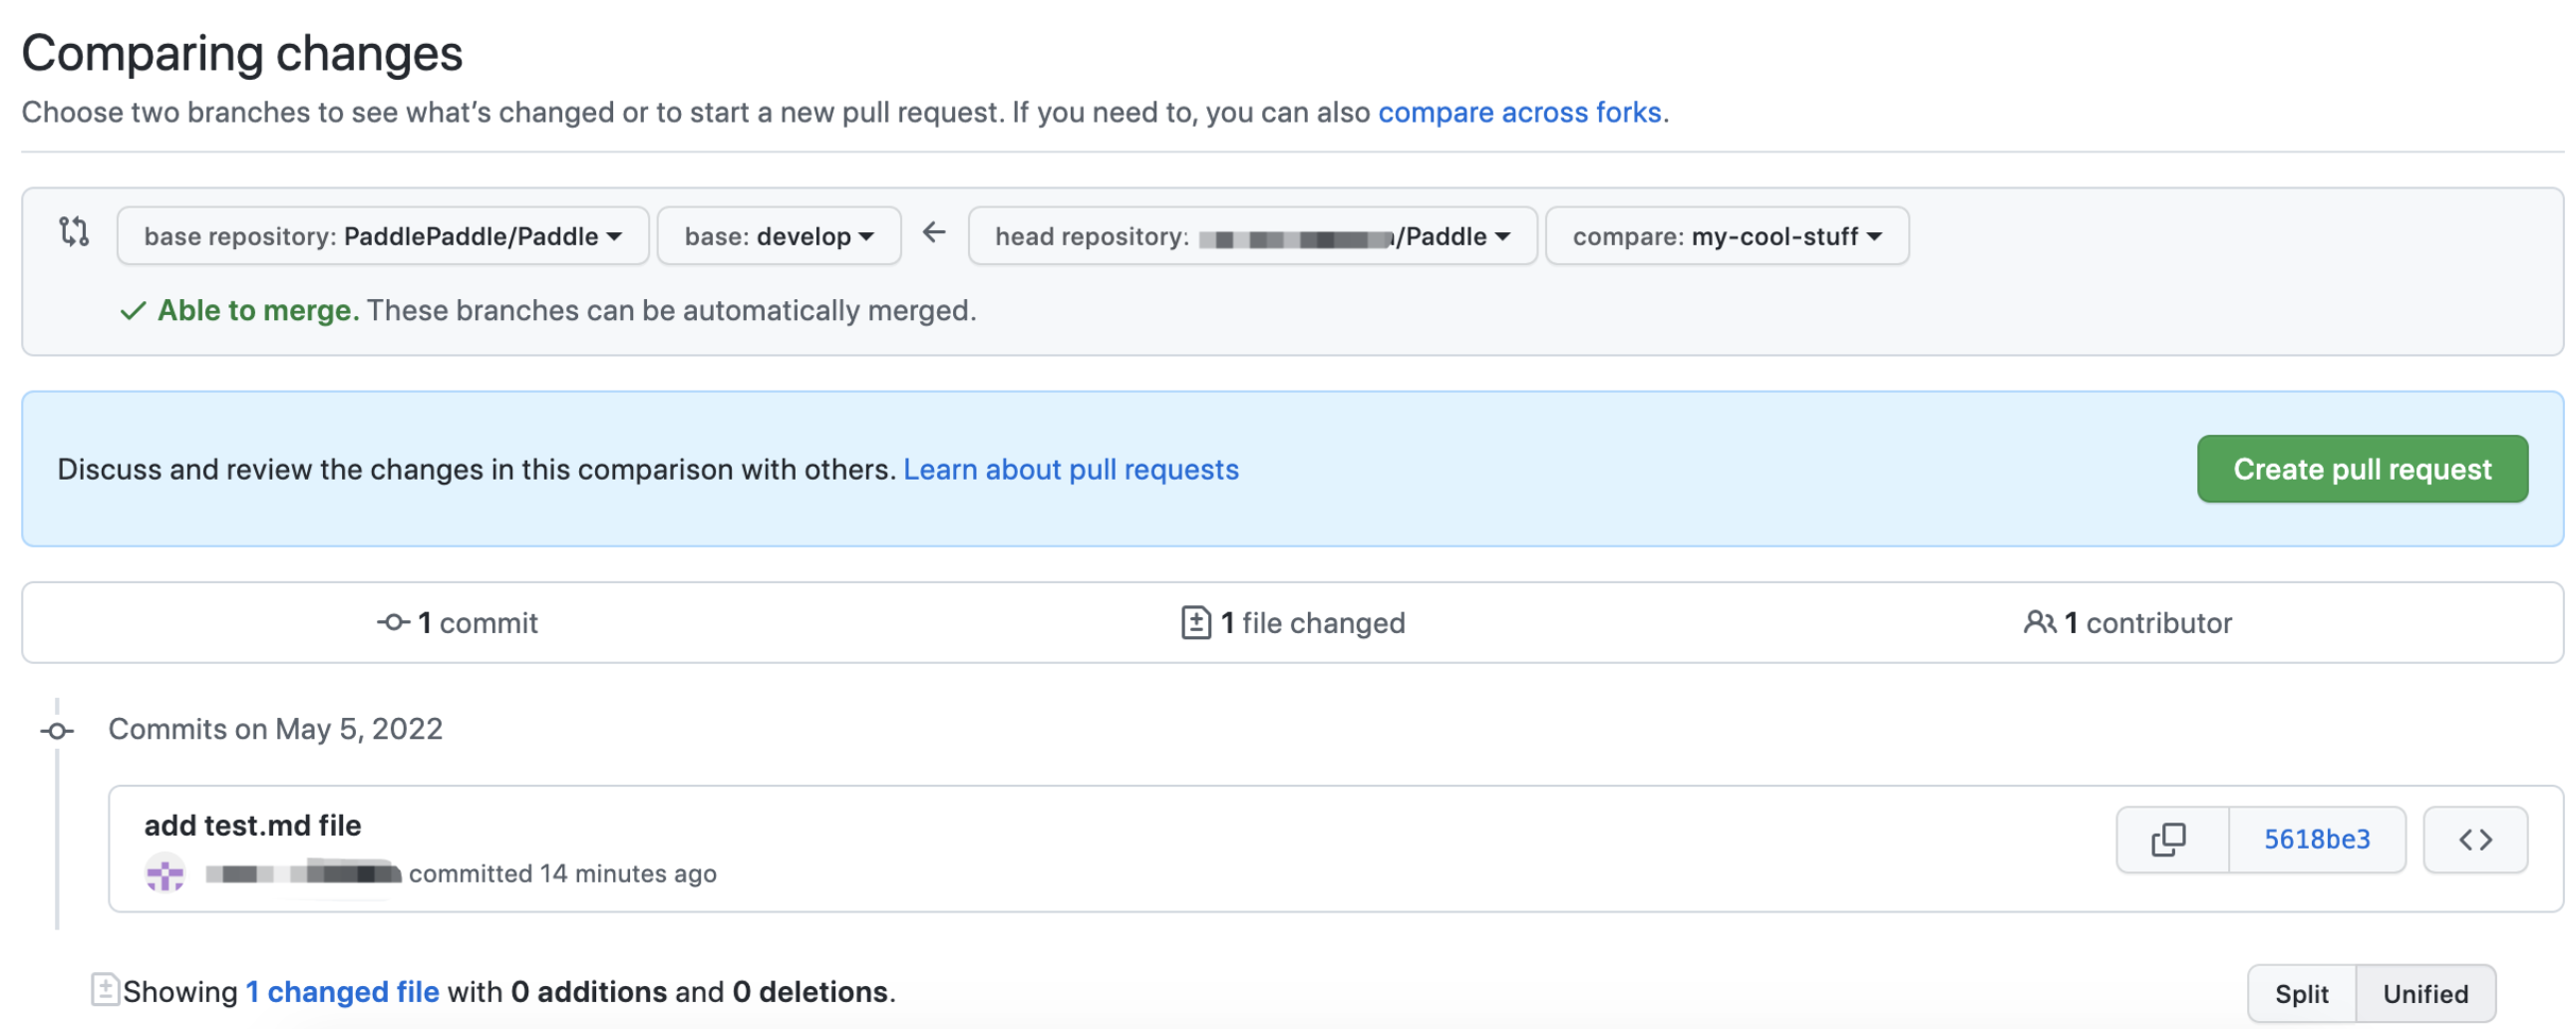 Comparing changes
Choose two branches to see what's changed or to start a new pull request. If you need to, you can also compare across forks.
base repository: PaddlePaddle/Paddle base: develop head repository: /Paddle compare: my-cool-stuff
Able to merge. These branches can be automatically merged.
Discuss and review the changes in this comparison with others. Learn about pull requests Create pull request
1 commit 1 file changed 1 contributor
Commits on May 5, 2022
add test.md file
5618be3
committed 14 minutes ago
Showing 1 changed file with 0 additions and 0 deletions.
Split Unified